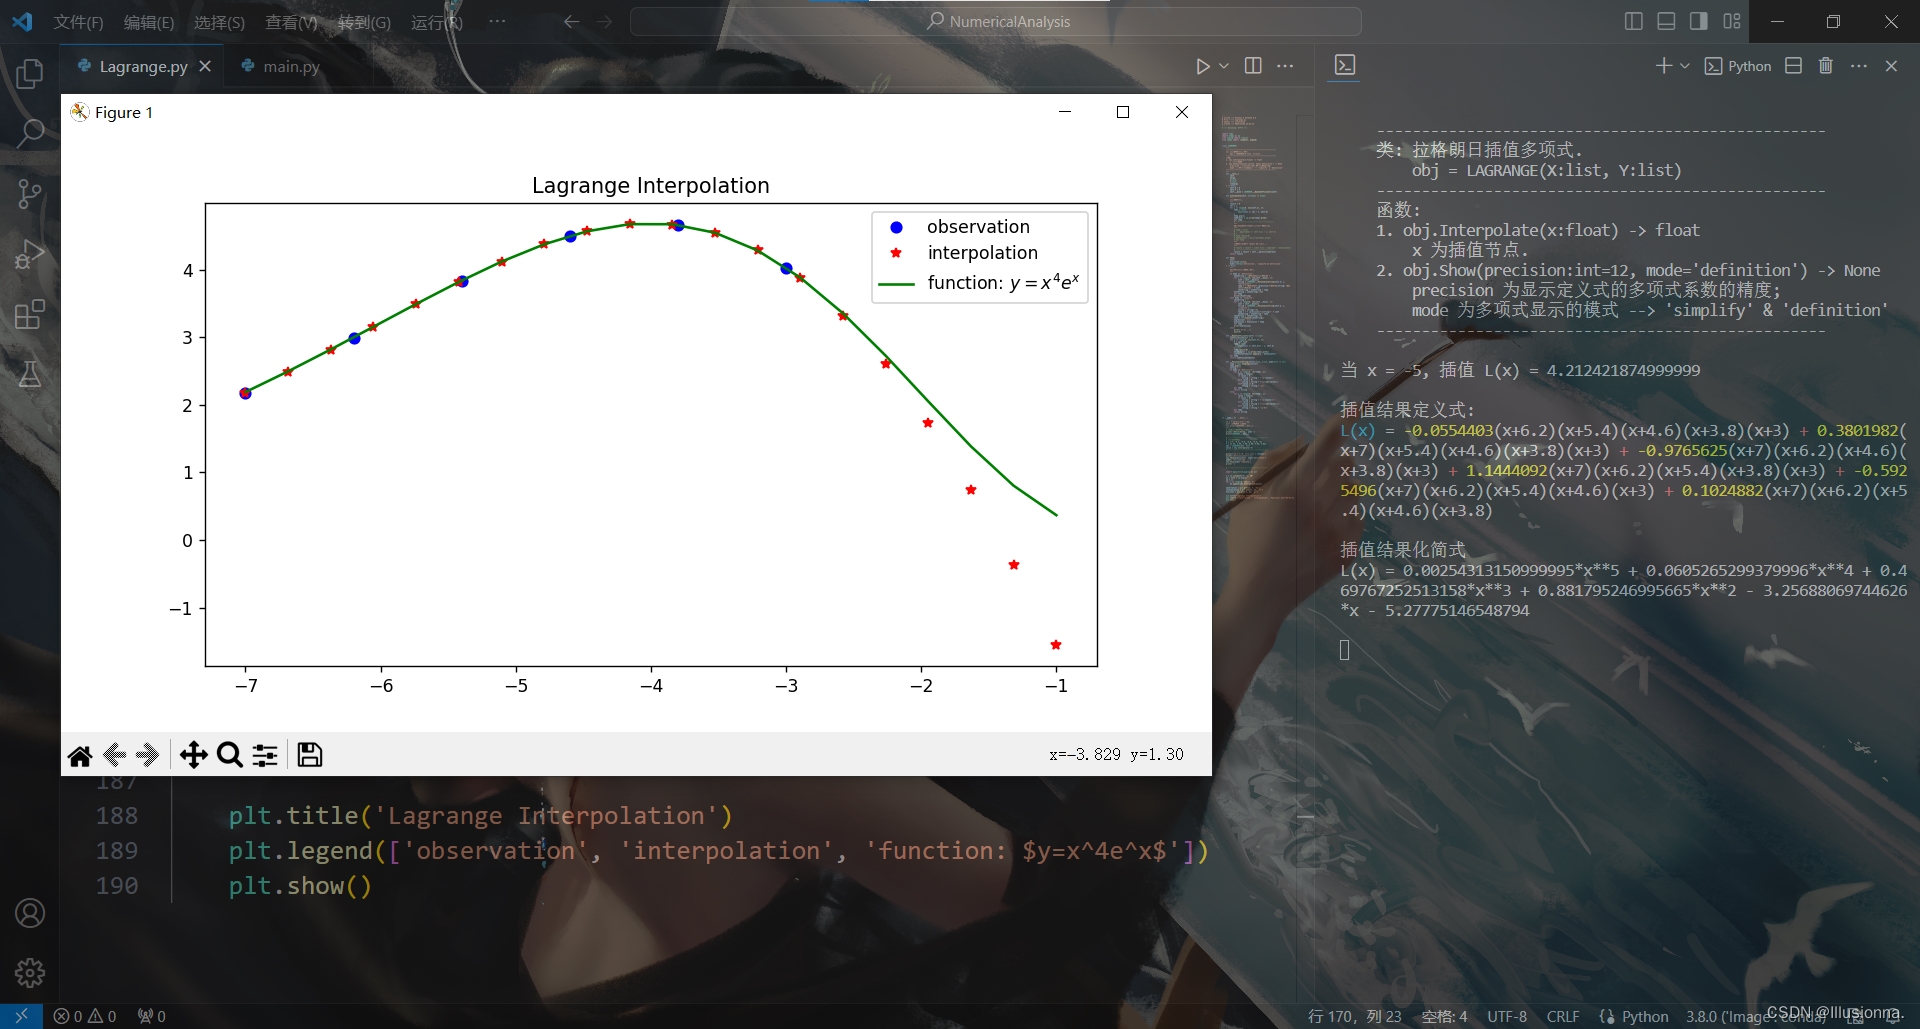 文件(F) 编辑(E) 选择(S) 查看(V) 转到(G) 运行(R) ··· NumericalAnalysis
Lagrange.py main.py
Python
Figure 1
Lagrange Interpolation
observation
interpolation
function: y = x⁴eˣ
4
3
2
1
0
−1
−7 −6 −5 −4 −3 −2 −1
x=−3.829 y=1.30
187
188 plt.title('Lagrange Interpolation')
189 plt.legend(['observation', 'interpolation', 'function: $y=x^4e^x$'])
190 plt.show()
--------------------------------------------------
类: 拉格朗日插值多项式.
obj = LAGRANGE(X:list, Y:list)
--------------------------------------------------
函数:
1. obj.Interpolate(x:float) -> float
x 为插值节点.
2. obj.Show(precision:int=12, mode='definition') -> None
precision 为显示定义式的多项式系数的精度;
mode 为多项式显示的模式 --> 'simplify' & 'definition'
--------------------------------------------------
当 x = -5, 插值 L(x) = 4.212421874999999
插值结果定义式:
L(x) = -0.0554403(x+6.2)(x+5.4)(x+4.6)(x+3.8)(x+3) + 0.3801982(
x+7)(x+5.4)(x+4.6)(x+3.8)(x+3) + -0.9765625(x+7)(x+6.2)(x+4.6)(
x+3.8)(x+3) + 1.1444092(x+7)(x+6.2)(x+5.4)(x+3.8)(x+3) + -0.592
5496(x+7)(x+6.2)(x+5.4)(x+4.6)(x+3) + 0.1024882(x+7)(x+6.2)(x+5
.4)(x+4.6)(x+3.8)
插值结果化简式
L(x) = 0.00254313150999995*x**5 + 0.0605265299379996*x**4 + 0.4
69767252513158*x**3 + 0.881795246995665*x**2 - 3.25688069744626
*x - 5.27775146548794
0 0 0
行 170，列 23 空格: 4 UTF-8 CRLF Python 3.8.0 ('Image': conda)
CSDN @Illusionna.